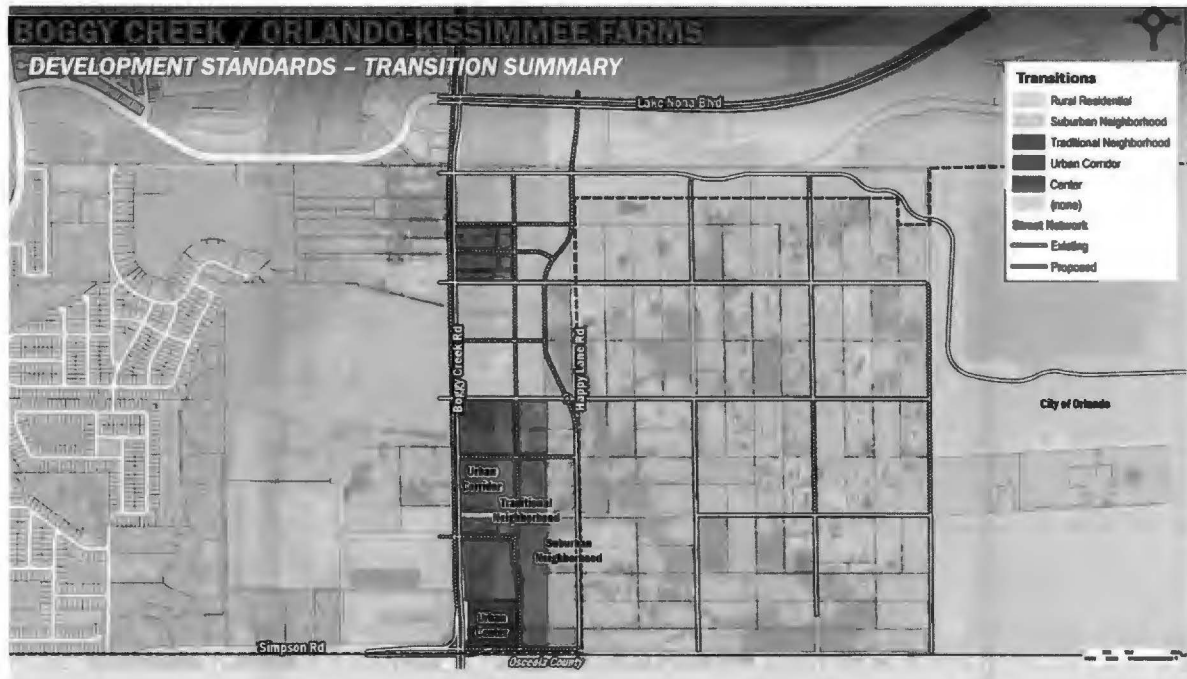 BOGGY CREEK / ORLANDO-KISSIMMEE FARMS
DEVELOPMENT STANDARDS – TRANSITION SUMMARY
Lake Nona Blvd
Transitions
Rural Residential
Suburban Neighborhood
Traditional Neighborhood
Urban Corridor
Center
(none)
Street Network
Existing
Proposed
Boggy Creek Rd
Happy Lane Rd
City of Orlando
Urban
Corridor
Traditional
Neighborhood
Suburban
Neighborhood
Urban
Center
Simpson Rd
Osceola County